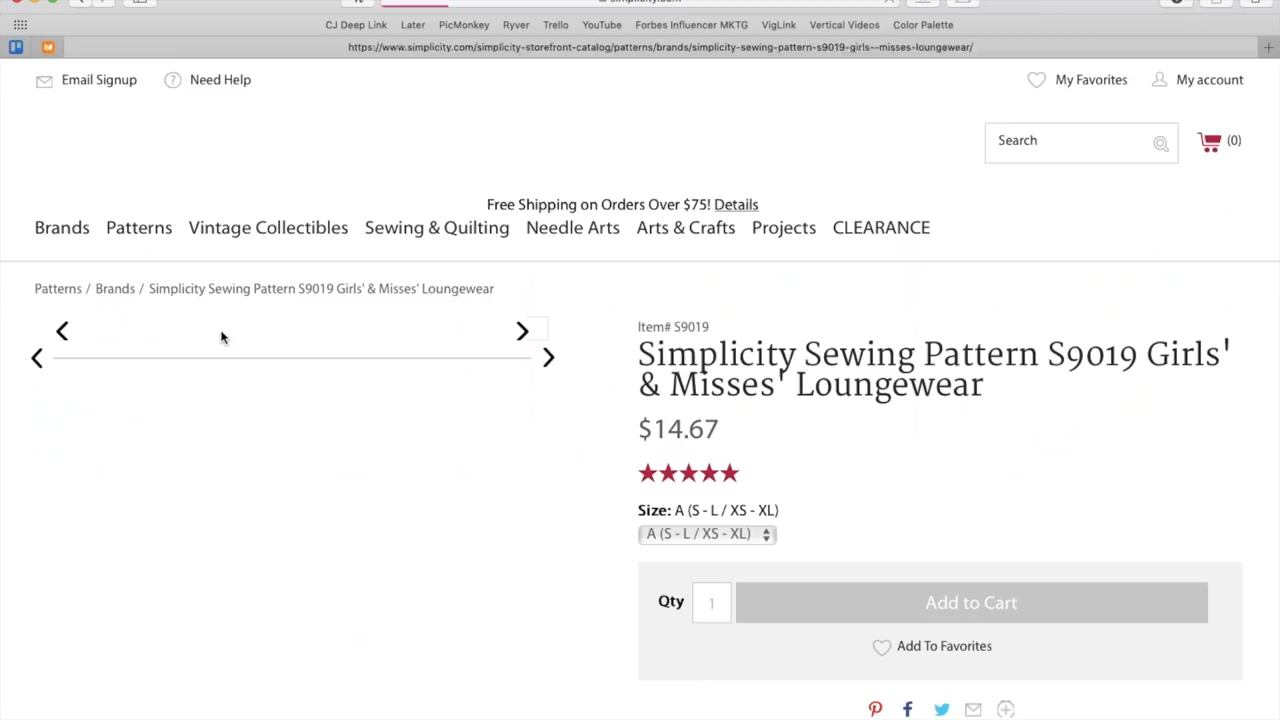 CJ Deep Link Later PicMonkey Ryver Trello YouTube Forbes Influencer MKTG VigLink Vertical Videos Color Palette
https://www.simplicity.com/simplicity-storefront-catalog/patterns/brands/simplicity-sewing-pattern-s9019-girls--misses-loungewear/
Email Signup Need Help My Favorites My account
Search (0)
Free Shipping on Orders Over $75! Details
Brands Patterns Vintage Collectibles Sewing & Quilting Needle Arts Arts & Crafts Projects CLEARANCE
Patterns / Brands / Simplicity Sewing Pattern S9019 Girls' & Misses' Loungewear
Item# S9019
Simplicity Sewing Pattern S9019 Girls'
& Misses' Loungewear
$14.67
Size: A (S - L / XS - XL)
A (S - L / XS - XL)
Qty 1 Add to Cart
Add To Favorites